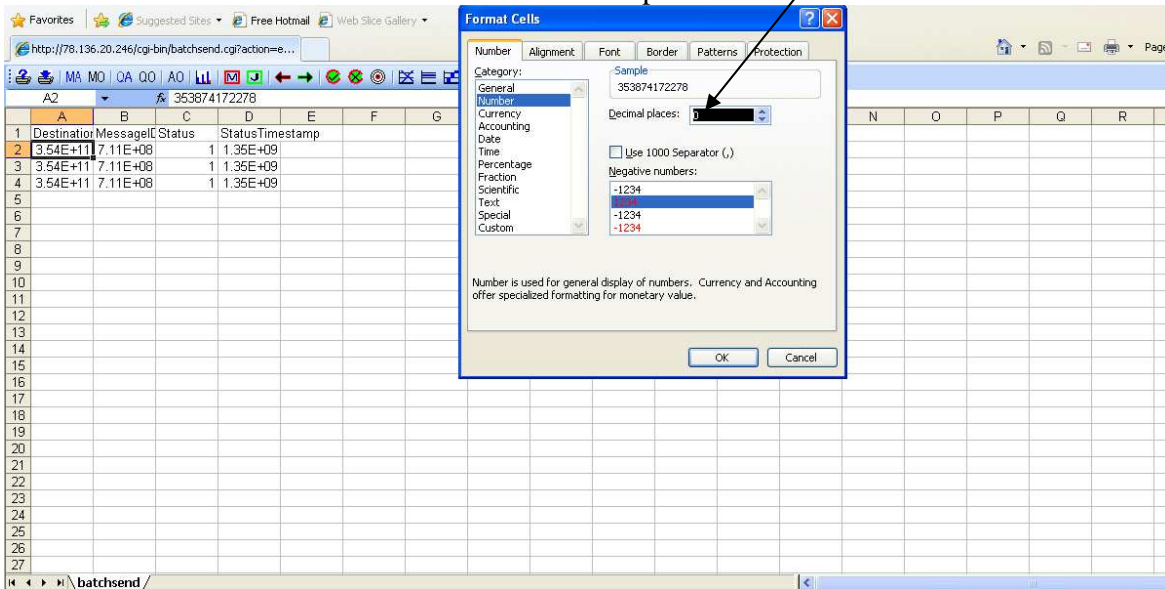 Favorites Suggested Sites Free Hotmail Web Slice Gallery
http://78.136.20.246/cgi-bin/batchsend.cgi?action=e...
Page
MA MO QA QO AO
A2 fx 353874172278
A B C D E F G N O P Q R
1 Destination MessageID Status StatusTimestamp
2 3.54E+11 7.11E+08 1 1.35E+09
3 3.54E+11 7.11E+08 1 1.35E+09
4 3.54E+11 7.11E+08 1 1.35E+09
5
6
7
8
9
10
11
12
13
14
15
16
17
18
19
20
21
22
23
24
25
26
27
batchsend
Format Cells
Number Alignment Font Border Patterns Protection
Category:
General
Number
Currency
Accounting
Date
Time
Percentage
Fraction
Scientific
Text
Special
Custom
Sample
353874172278
Decimal places: 0
Use 1000 Separator (,)
Negative numbers:
-1234
1234
-1234
-1234
Number is used for general display of numbers. Currency and Accounting
offer specialized formatting for monetary value.
OK Cancel